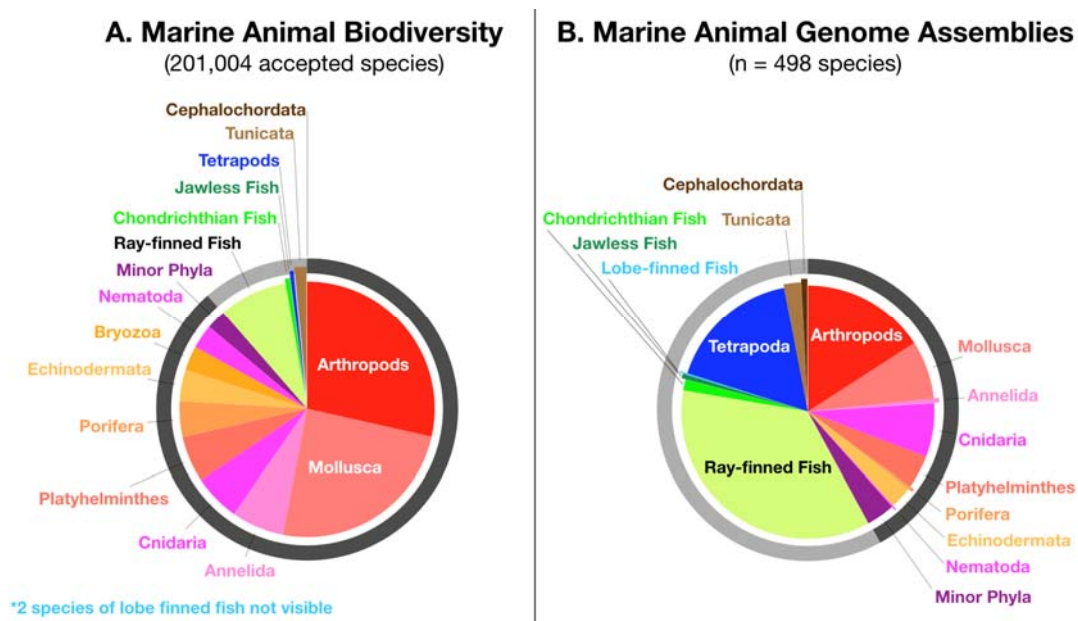 A. Marine Animal Biodiversity
(201,004 accepted species)
Cephalochordata
Tunicata
Tetrapods
Jawless Fish
Chondrichthian Fish
Ray-finned Fish
Minor Phyla
Nematoda
Bryozoa
Echinodermata
Porifera
Platyhelminthes
Cnidaria
Annelida
Arthropods
Mollusca
*2 species of lobe finned fish not visible
B. Marine Animal Genome Assemblies
(n = 498 species)
Cephalochordata
Chondrichthian Fish
Tunicata
Jawless Fish
Lobe-finned Fish
Tetrapoda
Arthropods
Mollusca
Annelida
Cnidaria
Ray-finned Fish
Platyhelminthes
Porifera
Echinodermata
Nematoda
Minor Phyla